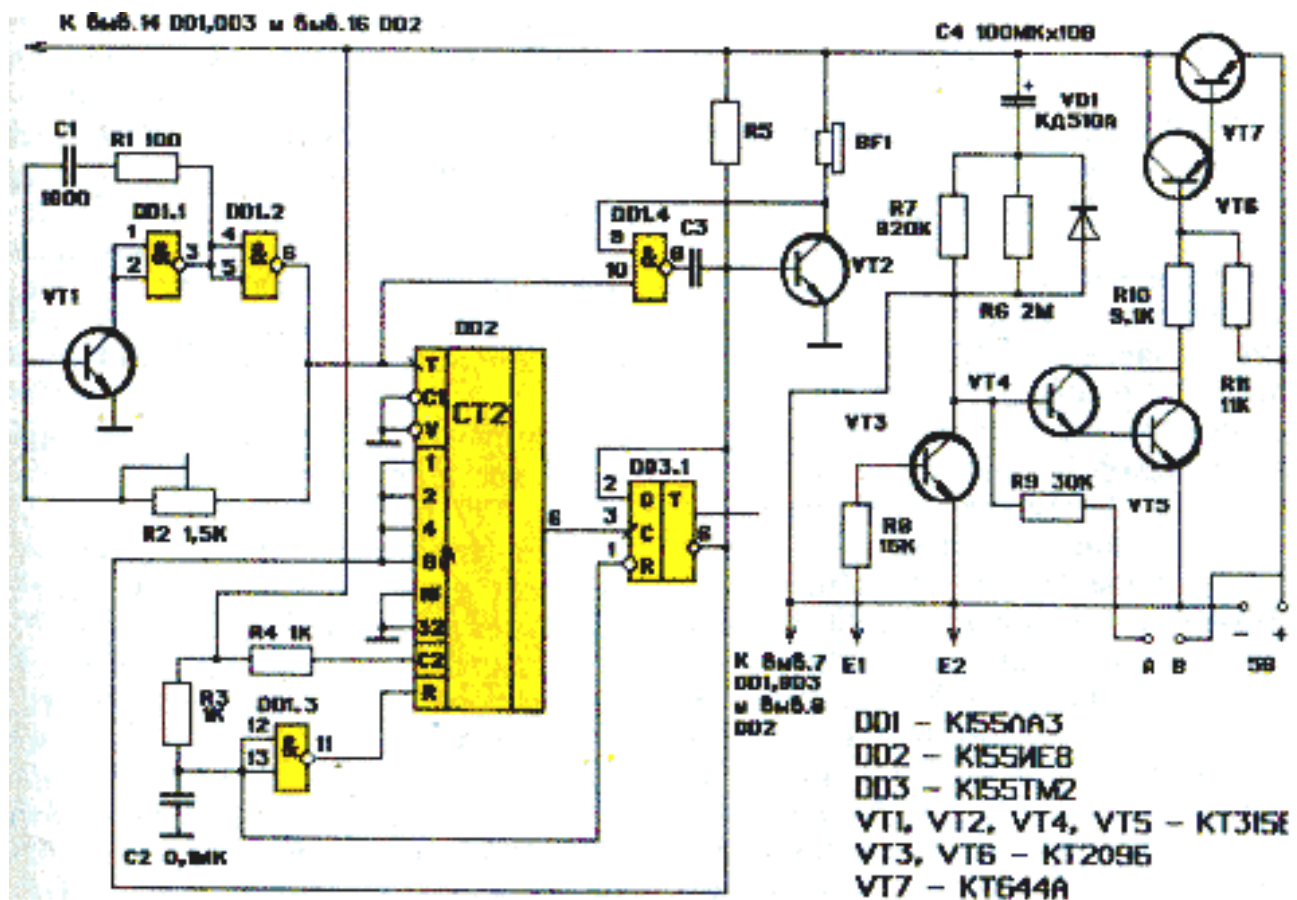 К выв.14 DD1,DD3 и выв.16 DD2
C4 100МКх10В
VD1
КД510А
VT7
VT6
C1
R1 100
1800
DD1.1
DD1.2
1
2
&
3
4
5
&
6
VT1
R5
BF1
DD1.4
C3
9
10
&
8
VT2
R7
820К
R6 2М
R10
9.1К
R11
11К
DD2
T
C1
V
CT2
1
2
4
8
16
32
C2
R
6
R2 1,5К
VT4
VT3
VT5
R9 30К
R8
15К
DD3.1
2
D
T
3
C
1
R
6
R4 1К
R3
1К
DD1.3
12
13
&
11
C2 0,1МК
К выв.7
DD1,DD3
и выв.8
DD2
E1
E2
A
B
−
+
5В
DD1 – К155ЛА3
DD2 – К155ИЕ8
DD3 – К155ТМ2
VT1, VT2, VT4, VT5 – КТ315Б
VT3, VT6 – КТ209Б
VT7 – КТ644А